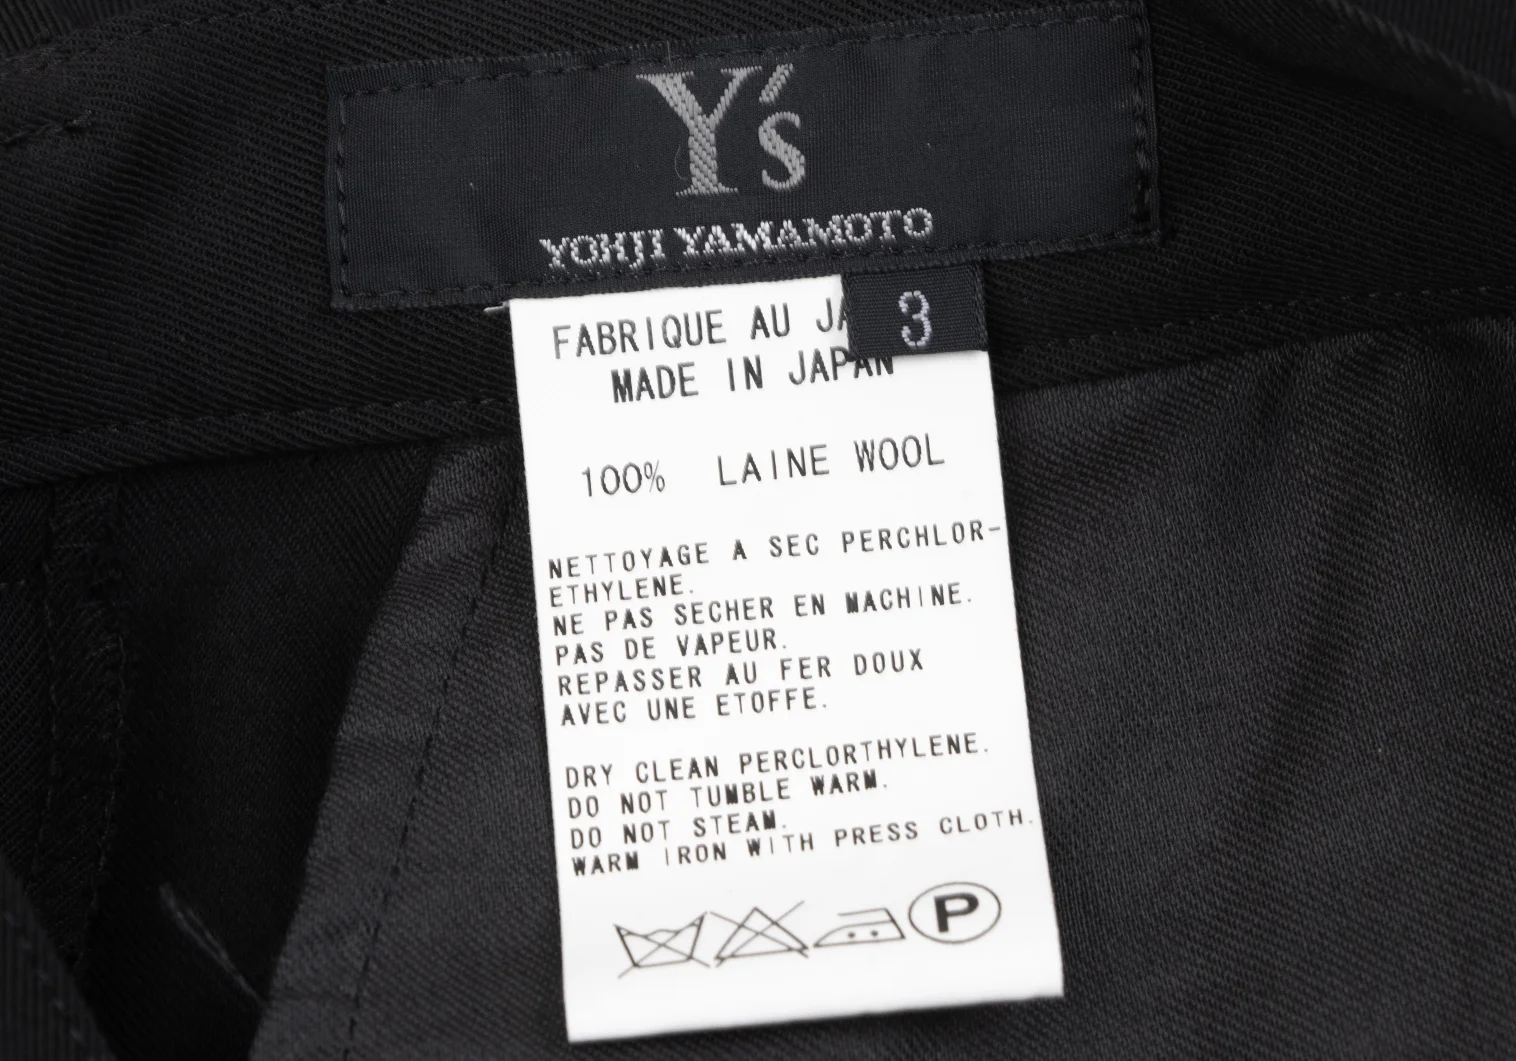 Y's
YOHJI YAMAMOTO
3
FABRIQUE AU JA
MADE IN JAPAN
100% LAINE WOOL
NETTOYAGE A SEC PERCHLOR-
ETHYLENE.
NE PAS SECHER EN MACHINE.
PAS DE VAPEUR.
REPASSER AU FER DOUX
AVEC UNE ETOFFE.
DRY CLEAN PERCLORTHYLENE.
DO NOT TUMBLE WARM.
DO NOT STEAM.
WARM IRON WITH PRESS CLOTH.
P